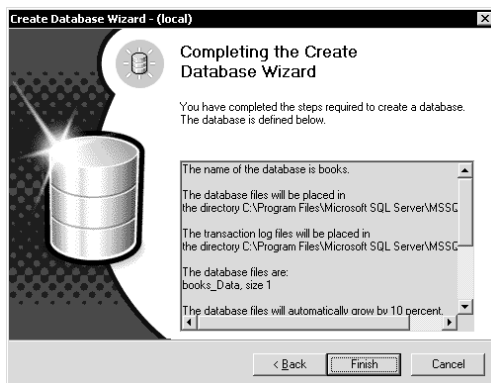 Create Database Wizard - (local)
Completing the Create
Database Wizard
You have completed the steps required to create a database.
The database is defined below.
The name of the database is books.
The database files will be placed in
the directory C:\Program Files\Microsoft SQL Server\MSSQ
The transaction log files will be placed in
the directory C:\Program Files\Microsoft SQL Server\MSSQ
The database files are:
books_Data, size 1
The database files will automatically grow by 10 percent.
< Back
Finish
Cancel